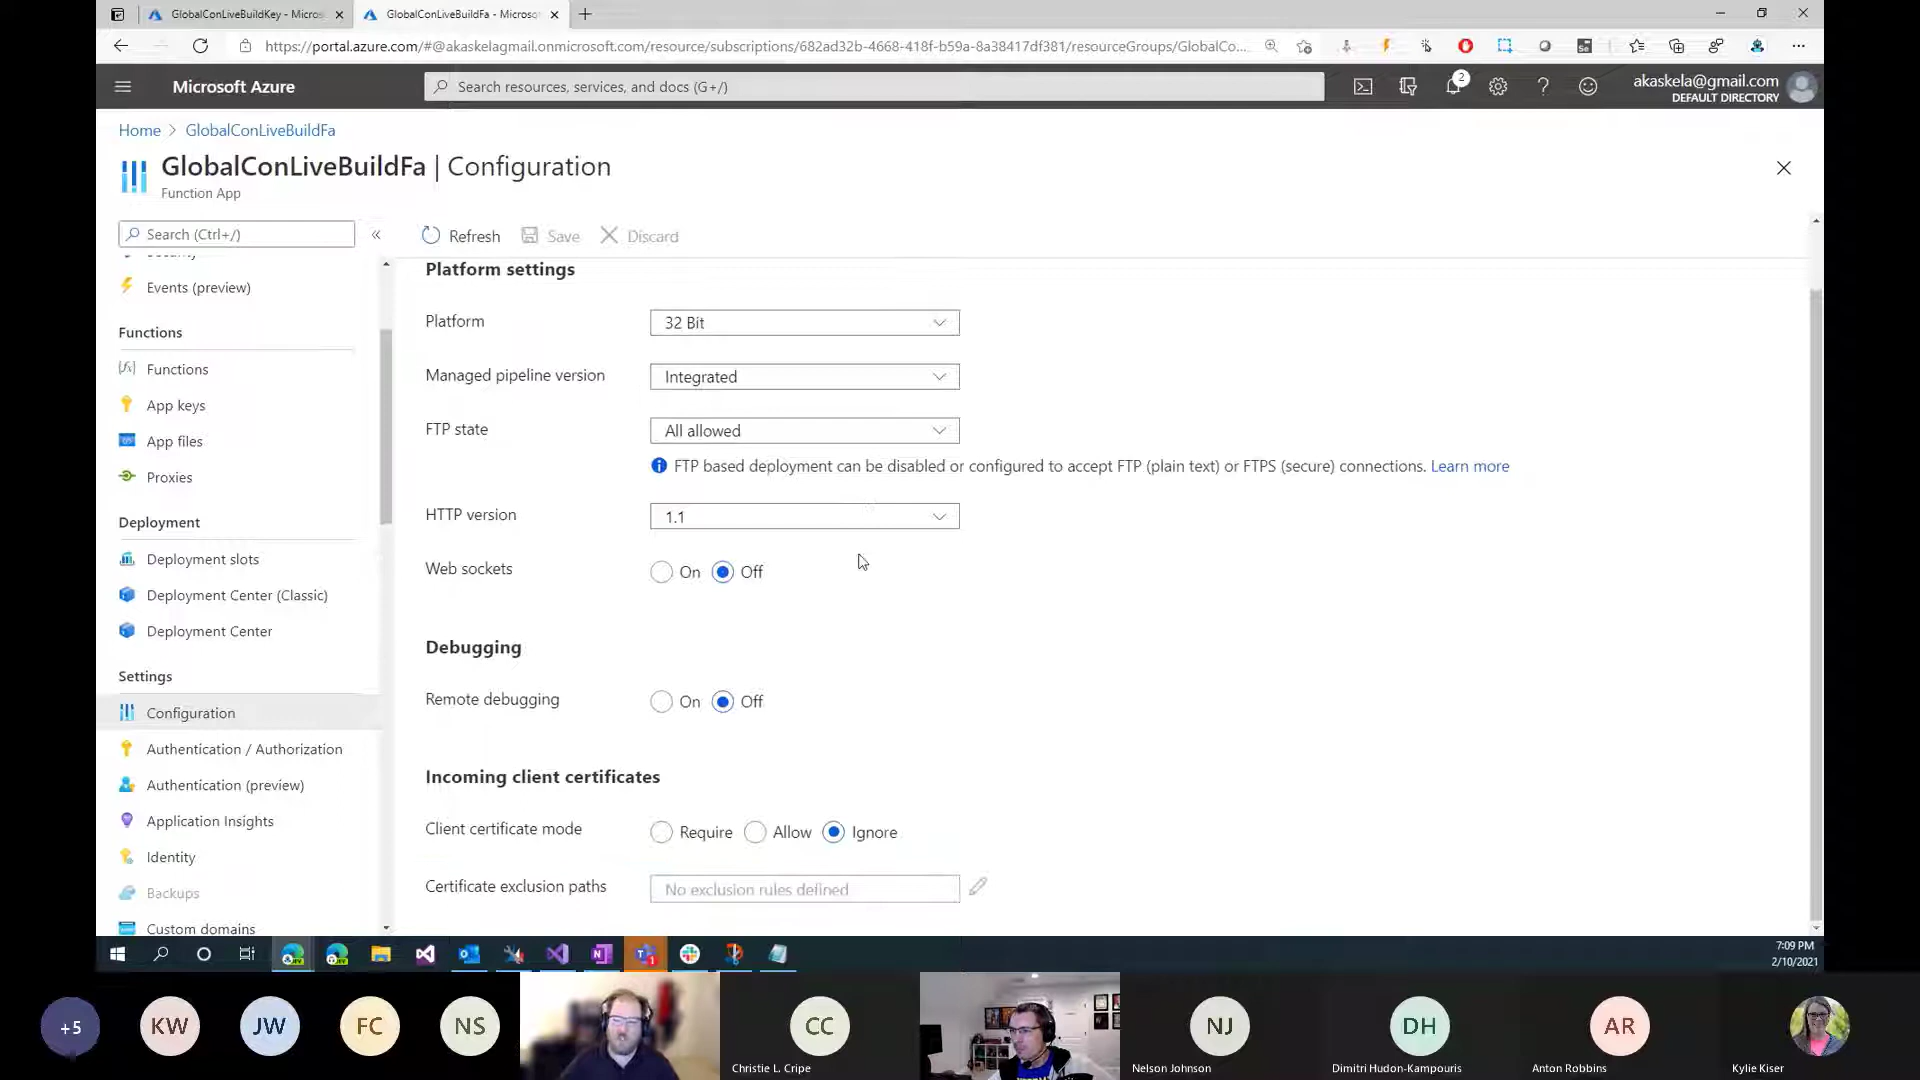 GlobalConLiveBuildKey - Micros
GlobalConLiveBuildFa - Microso
https://portal.azure.com/#@akaskelagmail.onmicrosoft.com/resource/subscriptions/682ad32b-4668-418f-b59a-8a38417df381/resourceGroups/GlobalCo...
Microsoft Azure
Search resources, services, and docs (G+/)
2
akaskela@gmail.com
DEFAULT DIRECTORY
Home > GlobalConLiveBuildFa
GlobalConLiveBuildFa | Configuration
Function App
Search (Ctrl+/)
«
Refresh
Save
Discard
Security
Events (preview)
Functions
Functions
App keys
App files
Proxies
Deployment
Deployment slots
Deployment Center (Classic)
Deployment Center
Settings
Configuration
Authentication / Authorization
Authentication (preview)
Application Insights
Identity
Backups
Custom domains
Platform settings
Platform
32 Bit
Managed pipeline version
Integrated
FTP state
All allowed
FTP based deployment can be disabled or configured to accept FTP (plain text) or FTPS (secure) connections. Learn more
HTTP version
1.1
Web sockets
On Off
Debugging
Remote debugging
On Off
Incoming client certificates
Client certificate mode
Require Allow Ignore
Certificate exclusion paths
No exclusion rules defined
7:09 PM
2/10/2021
+5
KW
JW
FC
NS
CC
Christie L. Cripe
NJ
Nelson Johnson
DH
Dimitri Hudon-Kampouris
AR
Anton Robbins
Kylie Kiser